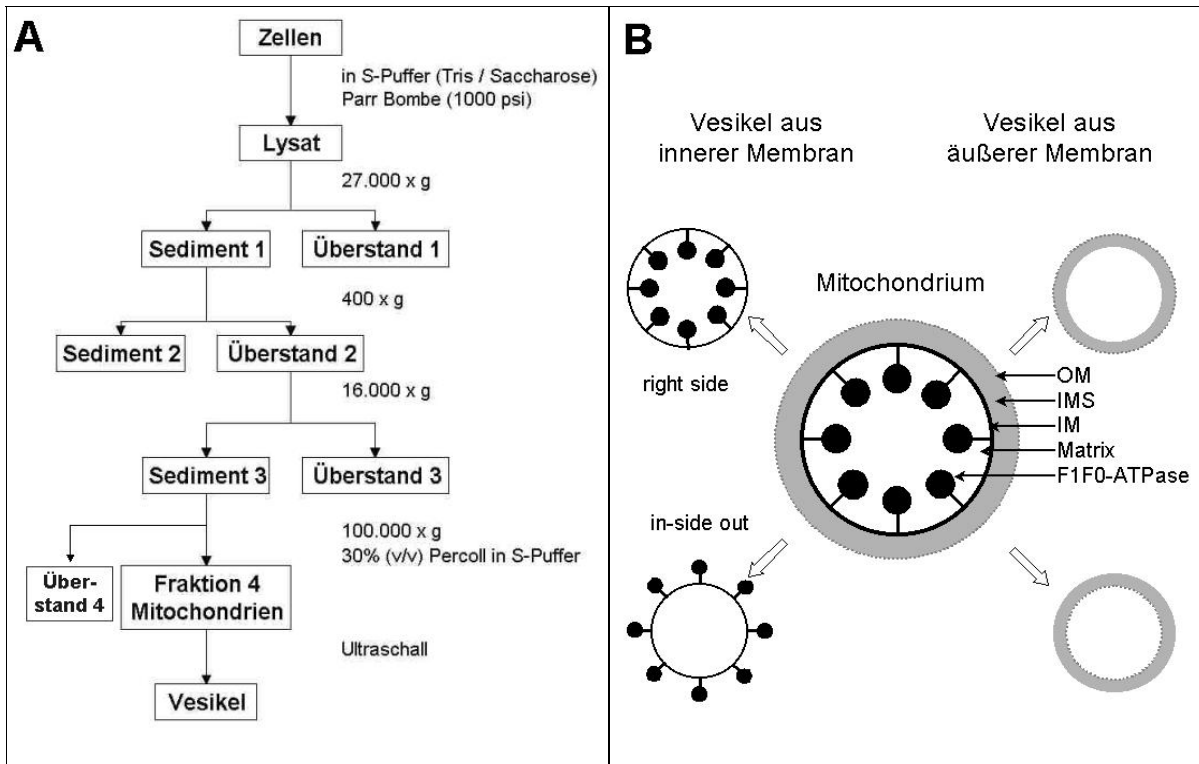 A
Zellen
in S-Puffer (Tris / Saccharose)
Parr Bombe (1000 psi)
Lysat
27.000 x g
Sediment 1
Überstand 1
400 x g
Sediment 2
Überstand 2
16.000 x g
Sediment 3
Überstand 3
100.000 x g
30% (v/v) Percoll in S-Puffer
Über-
stand 4
Fraktion 4
Mitochondrien
Ultraschall
Vesikel
B
Vesikel aus
innerer Membran
Vesikel aus
äußerer Membran
Mitochondrium
right side
OM
IMS
IM
Matrix
F1F0-ATPase
in-side out